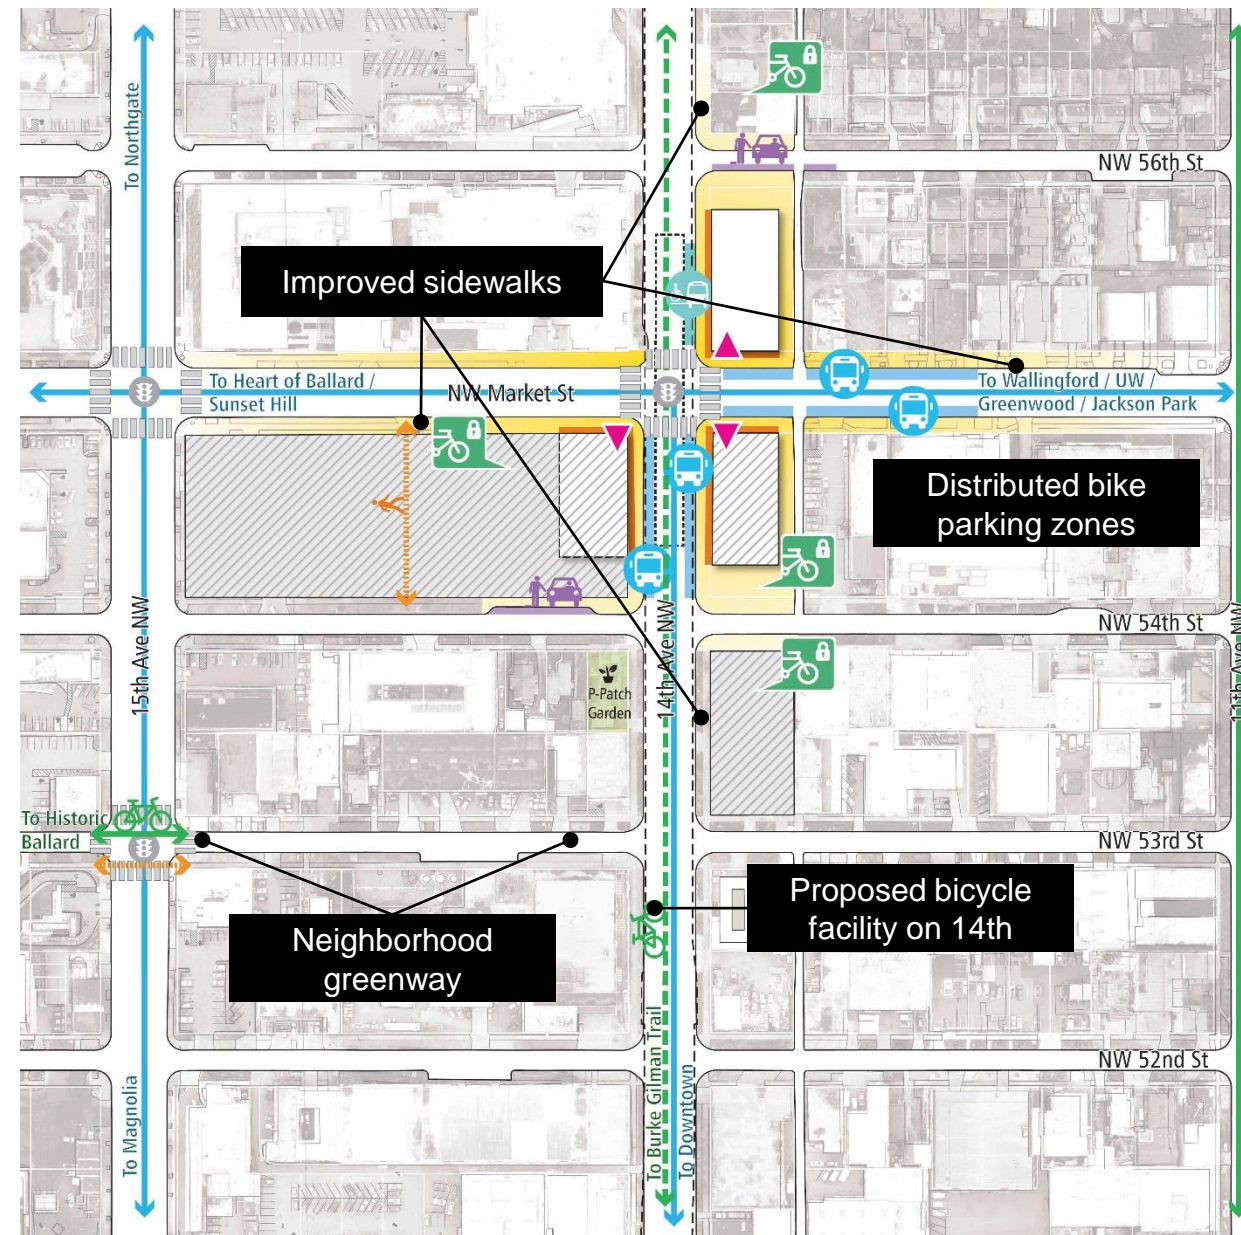 To Northgate
NW 56th St
Improved sidewalks
To Heart of Ballard /
Sunset Hill
NW Market St
To Wallingford / UW /
Greenwood / Jackson Park
Distributed bike
parking zones
15th Ave NW
14th Ave NW
11th Ave NW
NW 54th St
P-Patch
Garden
To Historic
Ballard
NW 53rd St
Neighborhood
greenway
Proposed bicycle
facility on 14th
To Magnolia
To Burke Gilman Trail
To Downtown
NW 52nd St